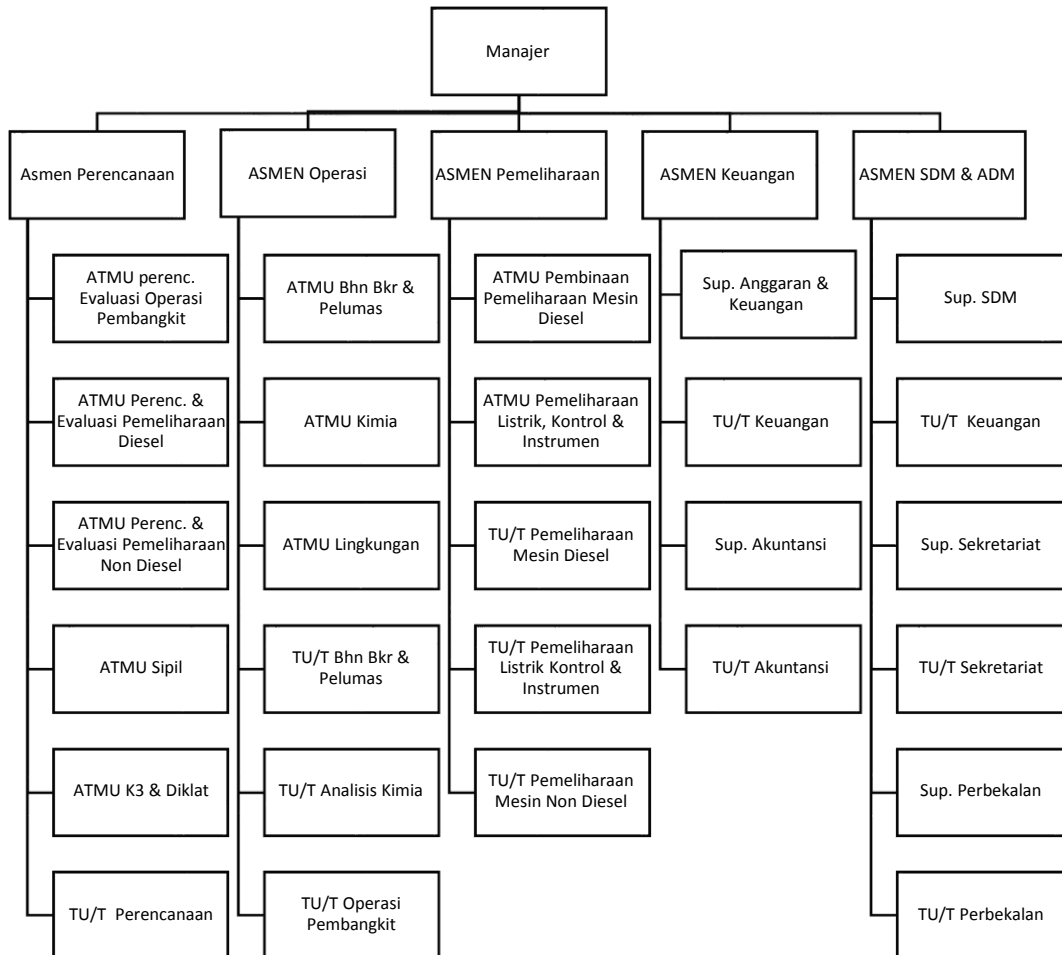 Manajer
Asmen Perencanaan
ASMEN Operasi
ASMEN Pemeliharaan
ASMEN Keuangan
ASMEN SDM & ADM
ATMU perenc.
Evaluasi Operasi
Pembangkit
ATMU Perenc. &
Evaluasi Pemeliharaan
Diesel
ATMU Perenc. &
Evaluasi Pemeliharaan
Non Diesel
ATMU Sipil
ATMU K3 & Diklat
TU/T Perencanaan
ATMU Bhn Bkr &
Pelumas
ATMU Kimia
ATMU Lingkungan
TU/T Bhn Bkr &
Pelumas
TU/T Analisis Kimia
TU/T Operasi
Pembangkit
ATMU Pembinaan
Pemeliharaan Mesin
Diesel
ATMU Pemeliharaan
Listrik, Kontrol &
Instrumen
TU/T Pemeliharaan
Mesin Diesel
TU/T Pemeliharaan
Listrik Kontrol &
Instrumen
TU/T Pemeliharaan
Mesin Non Diesel
Sup. Anggaran &
Keuangan
TU/T Keuangan
Sup. Akuntansi
TU/T Akuntansi
Sup. SDM
TU/T Keuangan
Sup. Sekretariat
TU/T Sekretariat
Sup. Perbekalan
TU/T Perbekalan